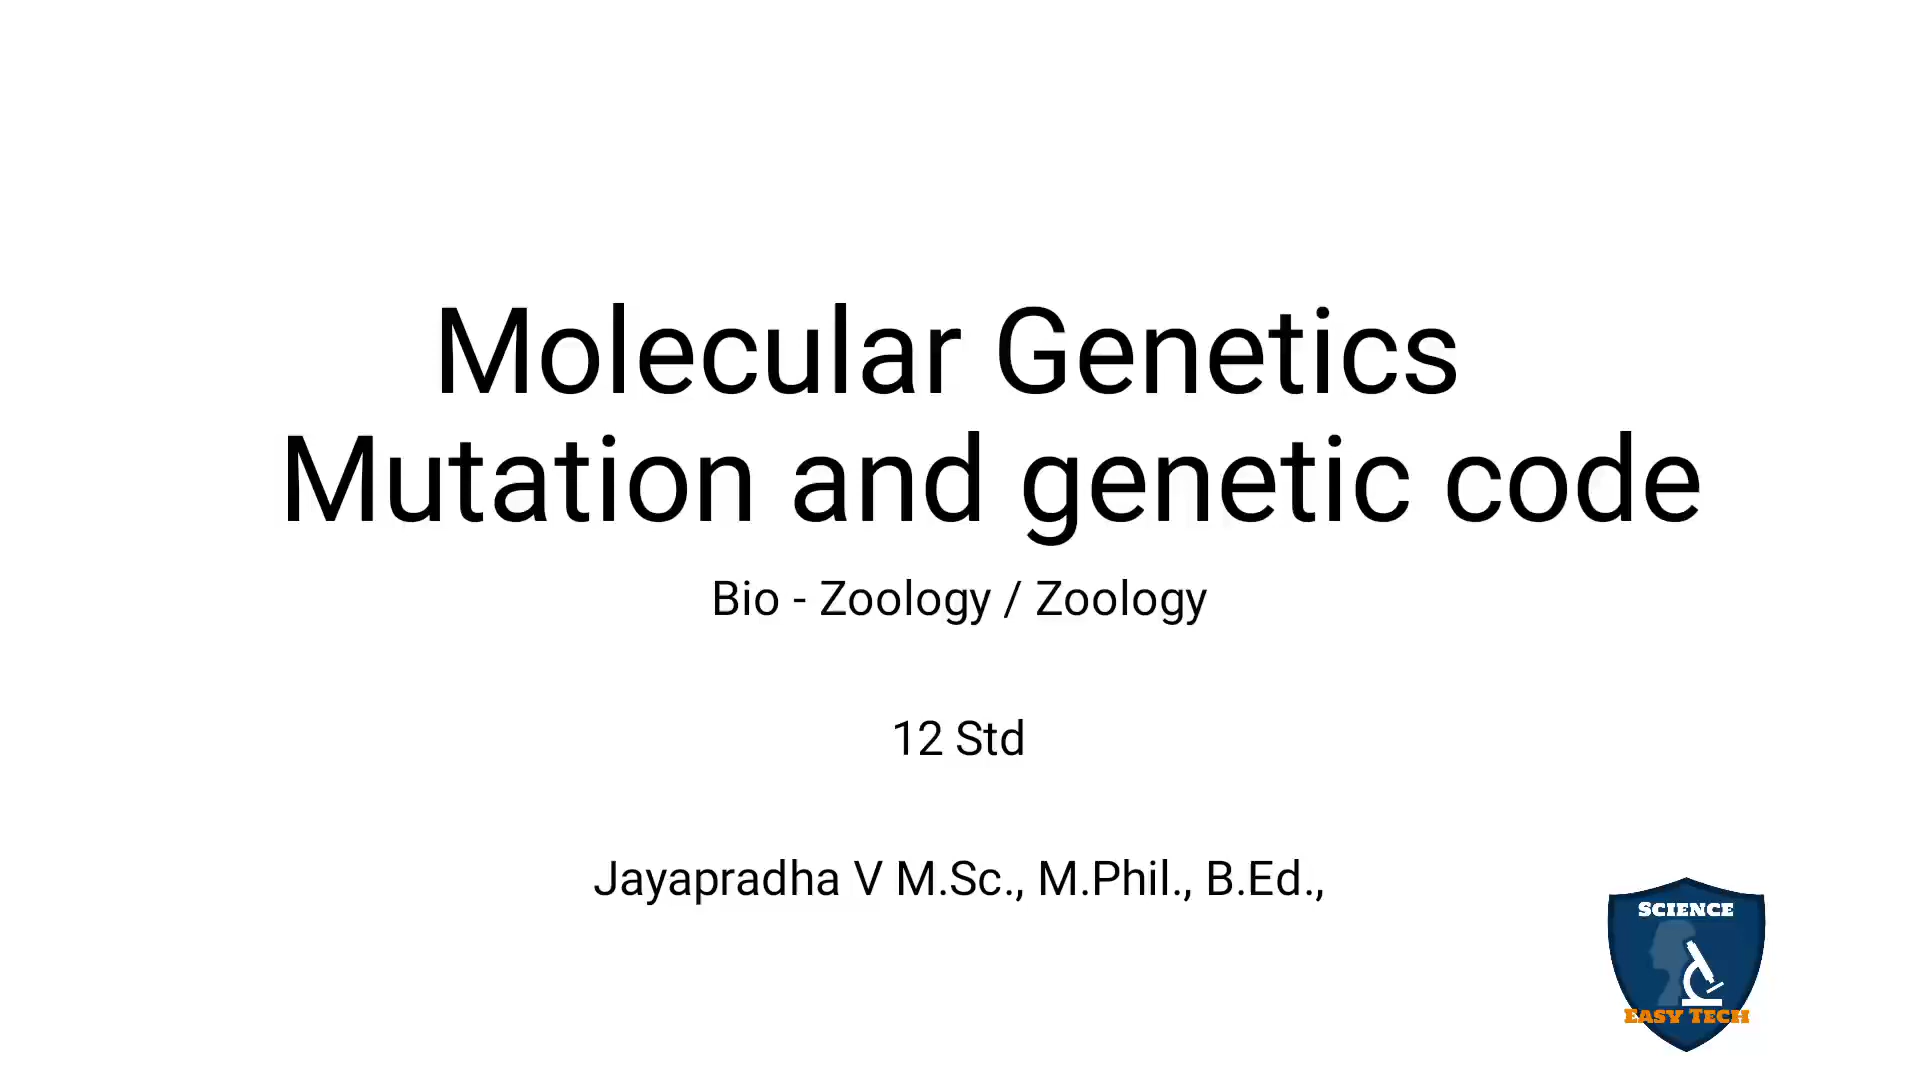 Molecular Genetics
Mutation and genetic code
Bio - Zoology / Zoology
12 Std
Jayapradha V M.Sc., M.Phil., B.Ed.,
SCIENCE
EASY TECH